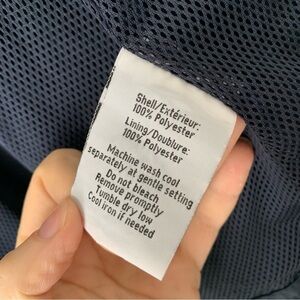 Shell/Extérieur:
100% Polyester
Lining/Doublure:
100% Polyester
Machine wash cool
separately at gentle setting
Do not bleach
Remove promptly
Tumble dry low
Cool iron if needed